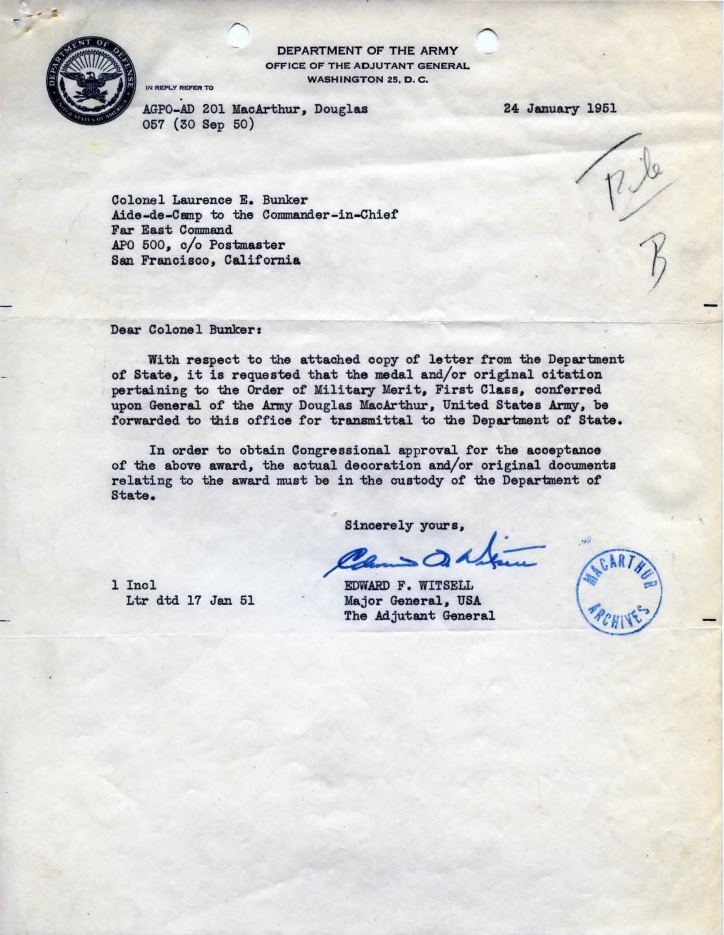 DEPARTMENT OF THE ARMY
OFFICE OF THE ADJUTANT GENERAL
WASHINGTON 25, D. C.
DEPARTMENT OF DEFENSE
UNITED STATES OF AMERICA
IN REPLY REFER TO
AGPO-AD 201 MacArthur, Douglas 24 January 1951
057 (30 Sep 50)
File
B
Colonel Laurence E. Bunker
Aide-de-Camp to the Commander-in-Chief
Far East Command
APO 500, c/o Postmaster
San Francisco, California
Dear Colonel Bunker:
With respect to the attached copy of letter from the Department
of State, it is requested that the medal and/or original citation
pertaining to the Order of Military Merit, First Class, conferred
upon General of the Army Douglas MacArthur, United States Army, be
forwarded to this office for transmittal to the Department of State.
In order to obtain Congressional approval for the acceptance
of the above award, the actual decoration and/or original documents
relating to the award must be in the custody of the Department of
State.
Sincerely yours,
1 Incl EDWARD F. WITSELL
Ltr dtd 17 Jan 51 Major General, USA
The Adjutant General
MACARTHUR
ARCHIVES